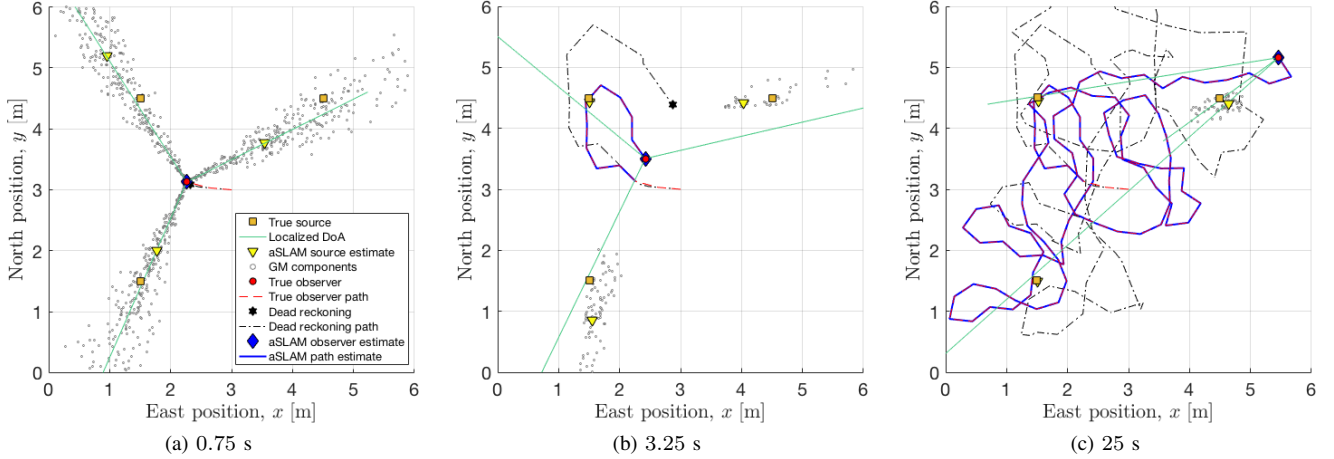 6
5
4
3
2
1
0
North position, y [m]
0
1
2
3
4
5
6
East position, x [m]
True source
Localized DoA
aSLAM source estimate
GM components
True observer
True observer path
Dead reckoning
Dead reckoning path
aSLAM observer estimate
aSLAM path estimate
(a) 0.75 s
6
5
4
3
2
1
0
North position, y [m]
0
1
2
3
4
5
6
East position, x [m]
(b) 3.25 s
6
5
4
3
2
1
0
North position, y [m]
0
1
2
3
4
5
6
East position, x [m]
(c) 25 s